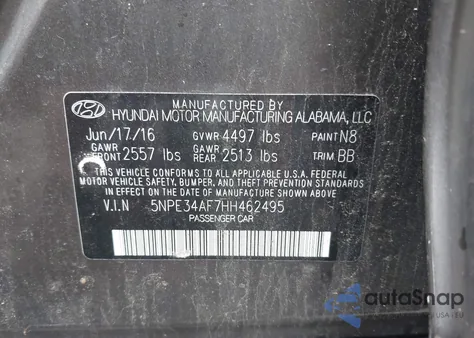 MANUFACTURED BY
HYUNDAI MOTOR MANUFACTURING ALABAMA, LLC
Jun/17/16 GVWR 4497 lbs PAINT N8
GAWR FRONT 2557 lbs GAWR REAR 2513 lbs TRIM BB
THIS VEHICLE CONFORMS TO ALL APPLICABLE U.S.A FEDERAL
MOTOR VEHICLE SAFETY, BUMPER, AND THEFT PREVENTION
STANDARDS IN EFFECT ON THE DATE OF MANUFACTURE SHOWN
ABOVE.
V.I.N 5NPE34AF7HH462495
PASSENGER CAR
autoSnap
USA - EU